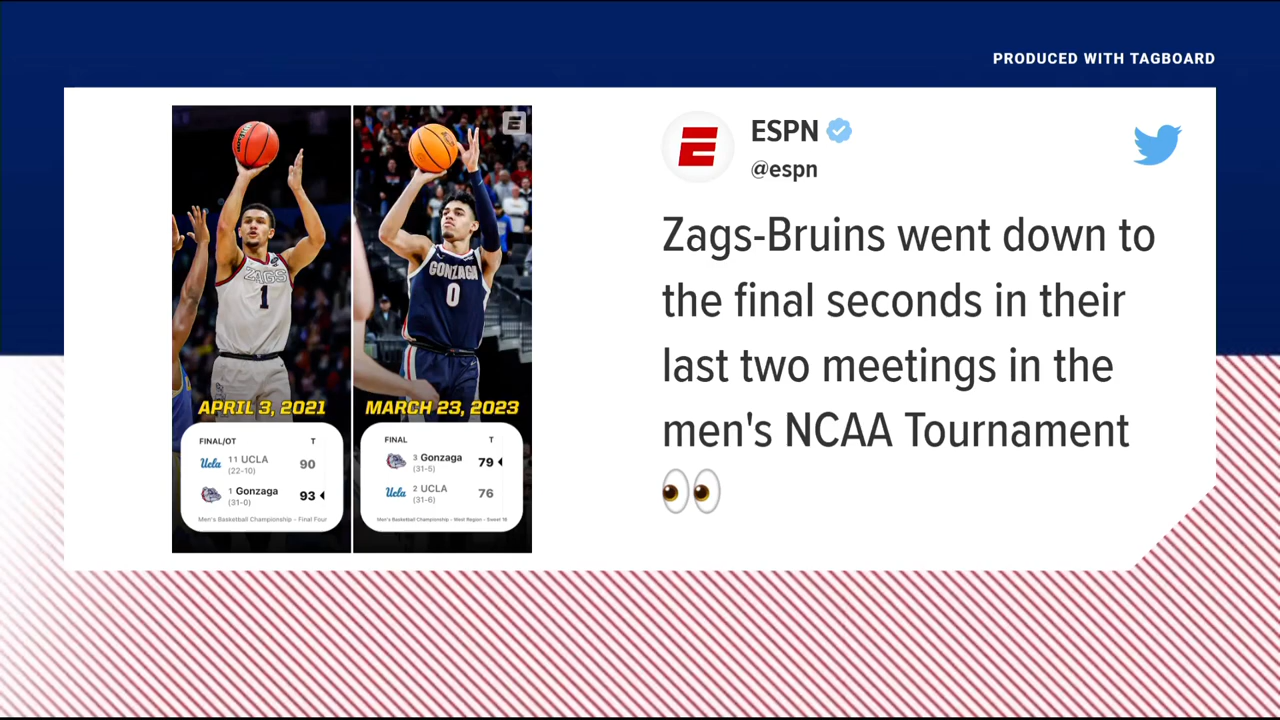 PRODUCED WITH TAGBOARD
ESPN
@espn
Zags-Bruins went down to
the final seconds in their
last two meetings in the
men's NCAA Tournament
👀
ZAGS
1
APRIL 3, 2021
FINAL/OT T
Ucla 11 UCLA 90
(22-10)
1 Gonzaga 93
(31-0)
Men's Basketball Championship - Final Four
GONZAGA
0
MARCH 23, 2023
FINAL T
3 Gonzaga 79
(31-5)
Ucla 2 UCLA 76
(31-6)
Men's Basketball Championship - West Region - Sweet 16